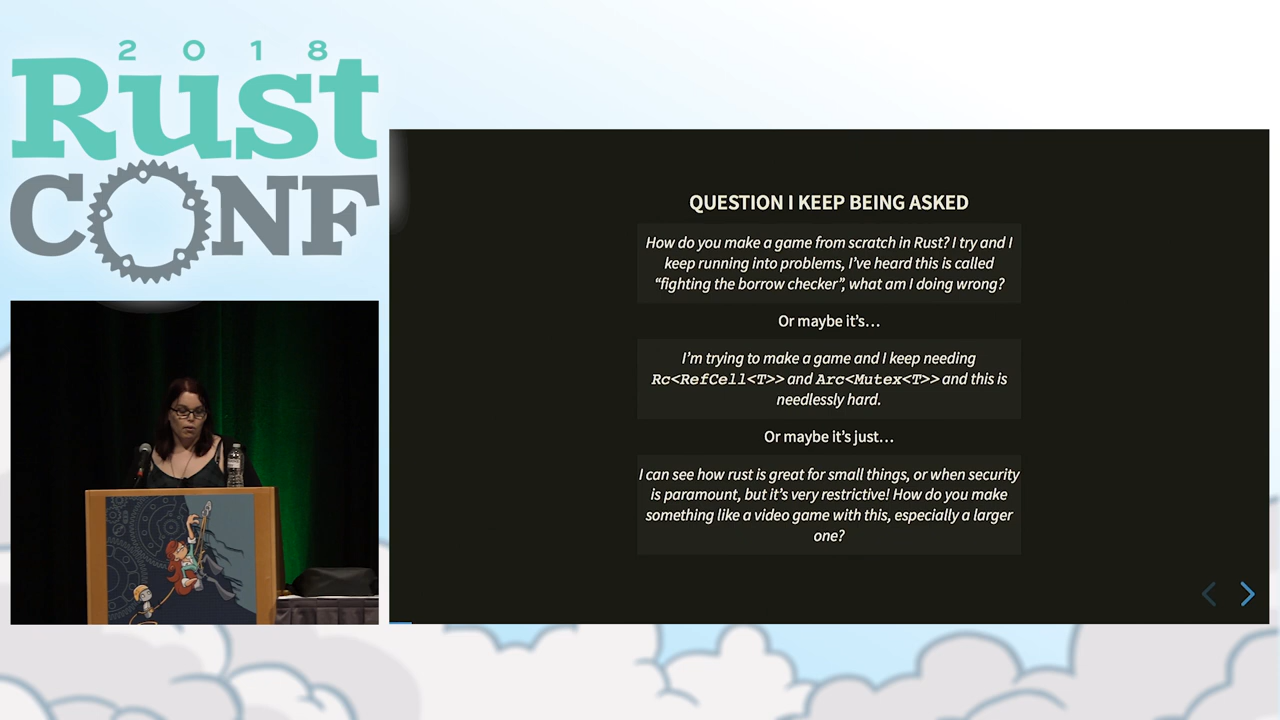 2018
Rust
CONF
QUESTION I KEEP BEING ASKED
How do you make a game from scratch in Rust? I try and I
keep running into problems, I've heard this is called
“fighting the borrow checker”, what am I doing wrong?
Or maybe it's…
I'm trying to make a game and I keep needing
Rc<RefCell<T>> and Arc<Mutex<T>> and this is
needlessly hard.
Or maybe it's just…
I can see how rust is great for small things, or when security
is paramount, but it's very restrictive! How do you make
something like a video game with this, especially a larger
one?